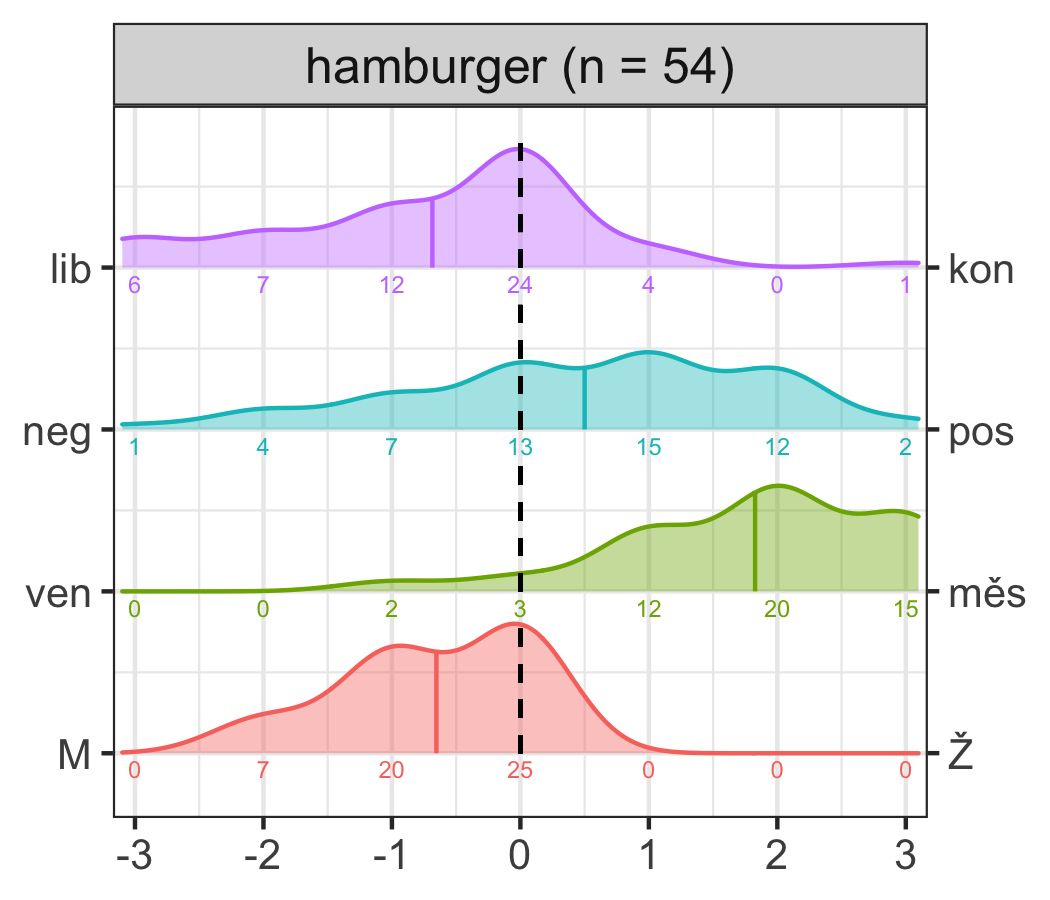 hamburger (n = 54)
lib kon
6 7 12 24 4 0 1
neg pos
1 4 7 13 15 12 2
ven měs
0 0 2 3 12 20 15
M Ž
0 7 20 25 0 0 0
-3 -2 -1 0 1 2 3